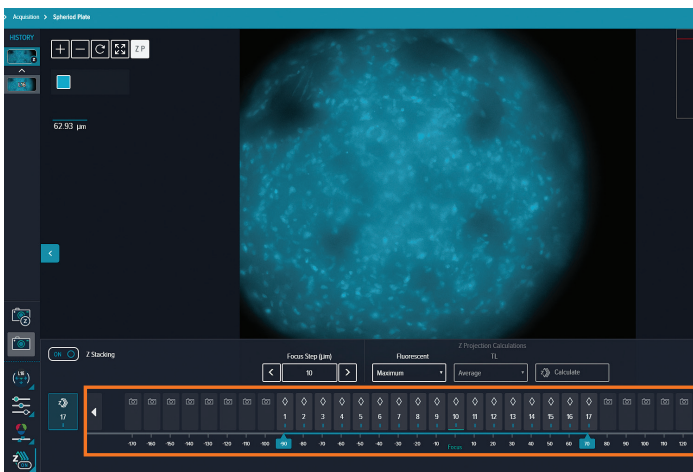 > Acquisition > Spheriod Plate
HISTORY
Z P
62.93 µm
ON Z Stacking
Z Projection Calculations
Focus Step (µm) Fluorescent TL
< 10 > Maximum Average Calculate
17 1 2 3 4 5 6 7 8 9 10 11 12 13 14 15 16 17
-170 -160 -150 -140 -130 -120 -110 -100 -90 -80 -70 -60 -50 -40 -30 -20 10 Focus 10 20 30 40 50 60 70 80 90 100 110 120
Z
ON